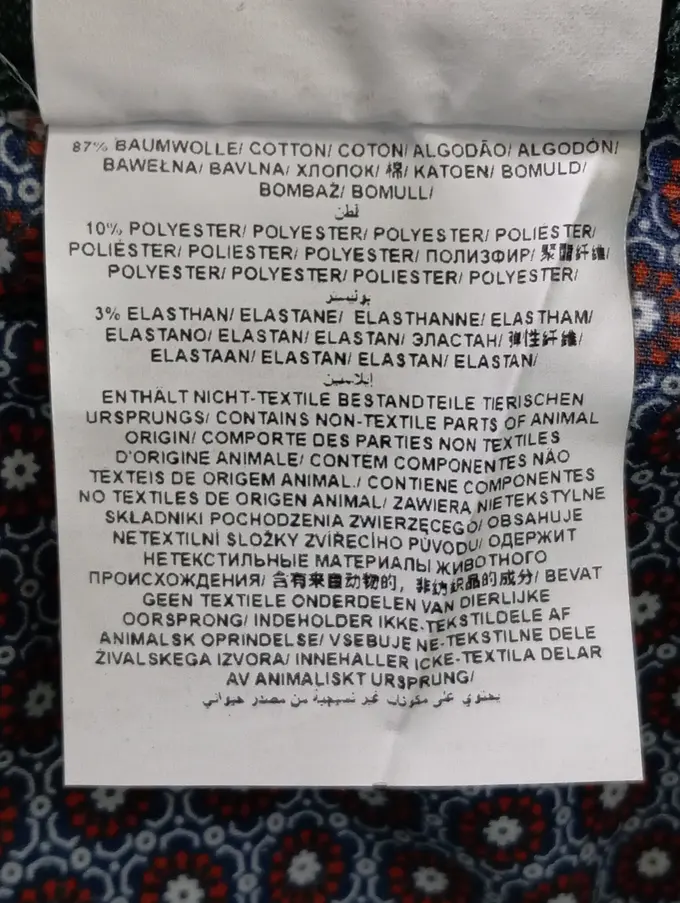 87% BAUMWOLLE/ COTTON/ COTON/ ALGODÃO/ ALGODÓN/
BAWEŁNA/ BAVLNA/ ХЛОПОК/ 棉/ KATOEN/ BOMULD/
BOMBAŽ/ BOMULL/
قطن
10% POLYESTER/ POLYESTER/ POLYESTER/ POLIÉSTER/
POLIÉSTER/ POLIESTER/ POLYESTER/ ПОЛИЗФИР/ 聚酯纤维/
POLYESTER/ POLYESTER/ POLIESTER/ POLYESTER/
بوليستر
3% ELASTHAN/ ELASTANE/ ELASTHANNE/ ELASTHAM/
ELASTANO/ ELASTAN/ ELASTAN/ ЭЛАСТАН/ 弹性纤维/
ELASTAAN/ ELASTAN/ ELASTAN/ ELASTAN/
ENTHÄLT NICHT-TEXTILE BESTANDTEILE TIERISCHEN
URSPRUNGS/ CONTAINS NON-TEXTILE PARTS OF ANIMAL
ORIGIN/ COMPORTE DES PARTIES NON TEXTILES
D'ORIGINE ANIMALE/ CONTEM COMPONENTES NÃO
TÊXTEIS DE ORIGEM ANIMAL./ CONTIENE COMPONENTES
NO TEXTILES DE ORIGEN ANIMAL/ ZAWIERA NIETEKSTYLNE
SKŁADNIKI POCHODZENIA ZWIERZĘCEGO/ OBSAHUJE
NETEXTILNÍ SLOŽKY ZVÍŘECÍHO PŮVODU/ ОДЕРЖИТ
НЕТЕКСТИЛЬНЫЕ МАТЕРИАЛЫ ЖИВОТНОГО
ПРОИСХОЖДЕНИЯ/ 含有来自动物的, 非纺织品的成分/ BEVAT
GEEN TEXTIELE ONDERDELEN VAN DIERLIJKE
OORSPRONG/ INDEHOLDER IKKE-TEKSTILDELE AF
ANIMALSK OPRINDELSE/ VSEBUJE NE-TEKSTILNE DELE
ŽIVALSKEGA IZVORA/ INNEHALLER ICKE-TEXTILA DELAR
AV ANIMALISKT URSPRUNG/
يحتوي على مكونات غير نسيجية من مصدر حيواني